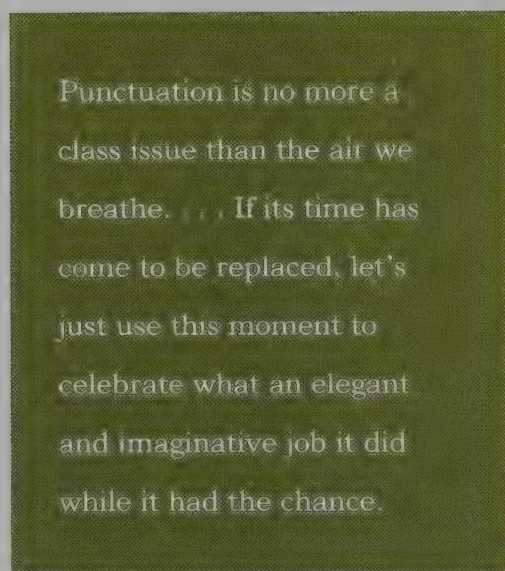 Punctuation is no more a
class issue than the air we
breathe. . . . If its time has
come to be replaced, let's
just use this moment to
celebrate what an elegant
and imaginative job it did
while it had the chance.